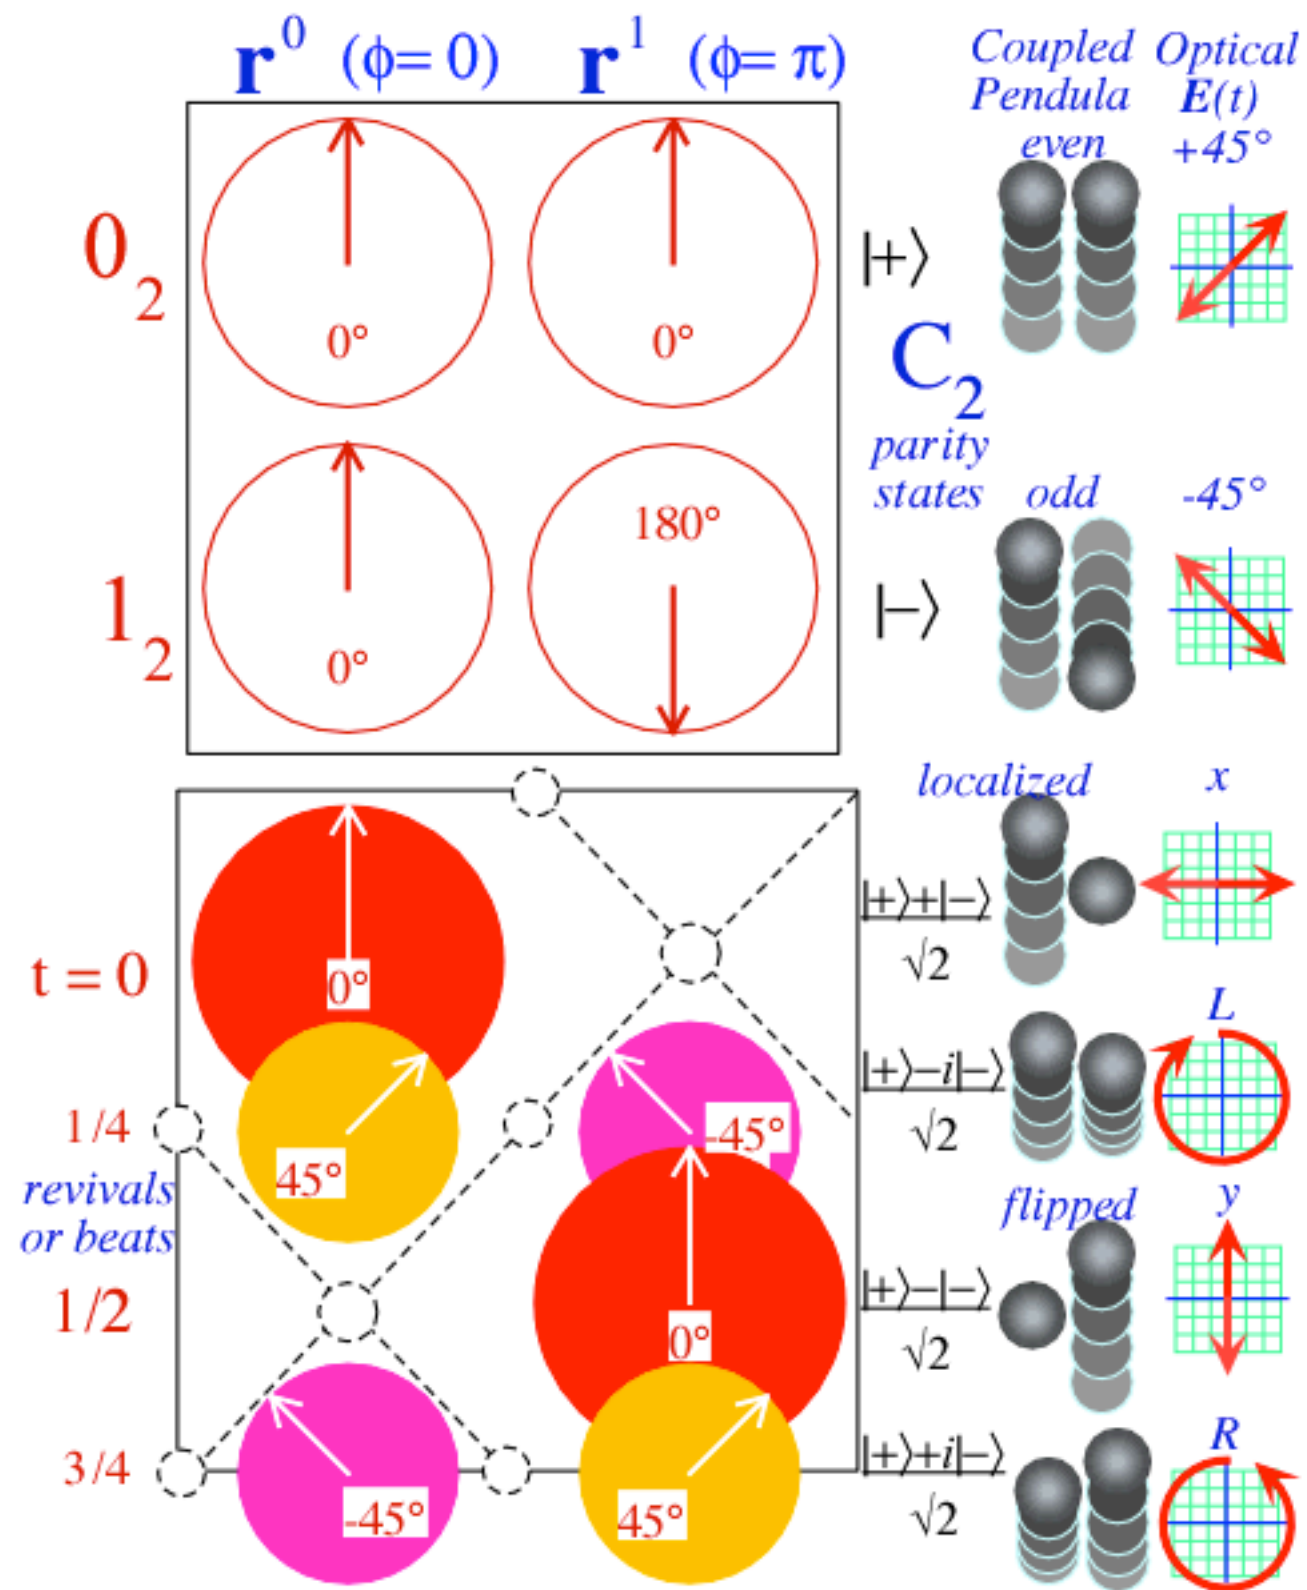 r⁰ (ϕ= 0) r¹ (ϕ= π)
Coupled Pendula
Optical E(t)
even +45°
0₂ 0° 0° |+⟩
C₂
parity states
odd -45°
1₂ 0° 180° |−⟩
localized x
t = 0 0° |+⟩+|−⟩
√2
L
1/4 45° -45° |+⟩−i|−⟩
√2
revivals
or beats
flipped y
1/2 0° |+⟩−|−⟩
√2
R
3/4 -45° 45° |+⟩+i|−⟩
√2